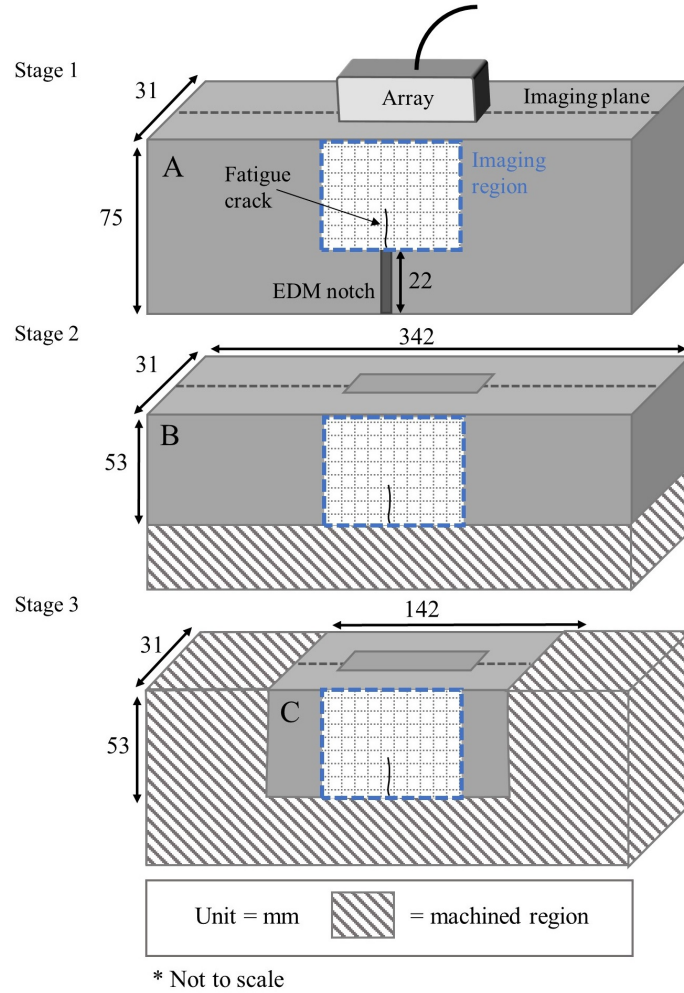 Stage 1
31
Array
Imaging plane
A
Fatigue
crack
Imaging
region
75
EDM notch
22
Stage 2
342
31
B
53
Stage 3
142
31
C
53
Unit = mm
= machined region
* Not to scale